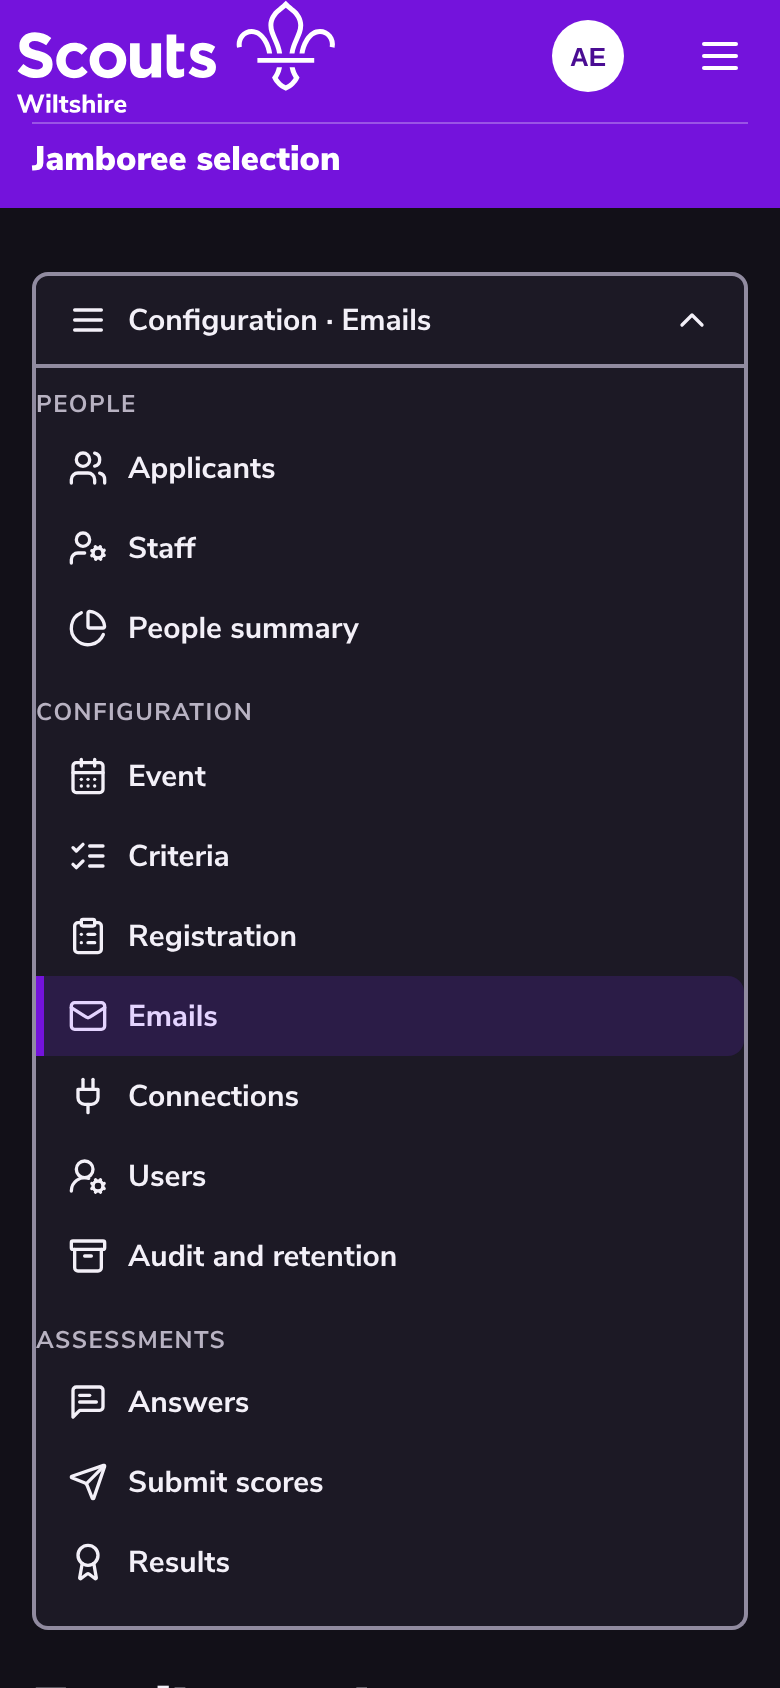 Scouts
Wiltshire
AE
Jamboree selection
Configuration · Emails
PEOPLE
Applicants
Staff
People summary
CONFIGURATION
Event
Criteria
Registration
Emails
Connections
Users
Audit and retention
ASSESSMENTS
Answers
Submit scores
Results